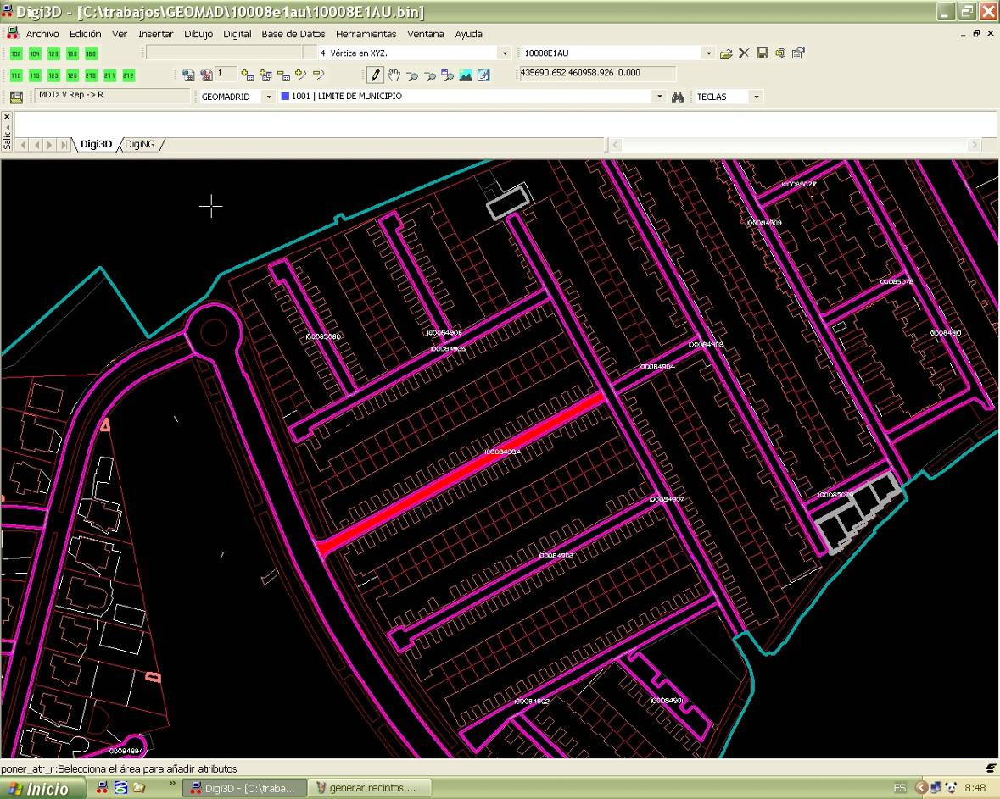 Digi3D - [C:\trabajos\GEOMAD\10008e1au\10008E1AU.bin]
Archivo Edición Ver Insertar Dibujo Digital Base de Datos Herramientas Ventana Ayuda
102 104 123 130 360 4. Vértice en XYZ. 10008E1AU
110 115 125 126 210 211 212 1 435690.652 460958.926 0.000
MDTz V Rep -> R GEOMADRID 1001 | LIMITE DE MUNICIPIO TECLAS
Salic
Digi3D DigiNG
I00085077
I00084909
I00085078
I00084906
I00085080
I00084910
I00084905
I00084908
I00084904
I00084934
I00085079
I00084907
I00084903
I00084902
I00084901
I00084894
poner_atr_r:Selecciona el área para añadir atributos
Inicio » Digi3D - [C:\traba... generar recintos ... ES 8:48